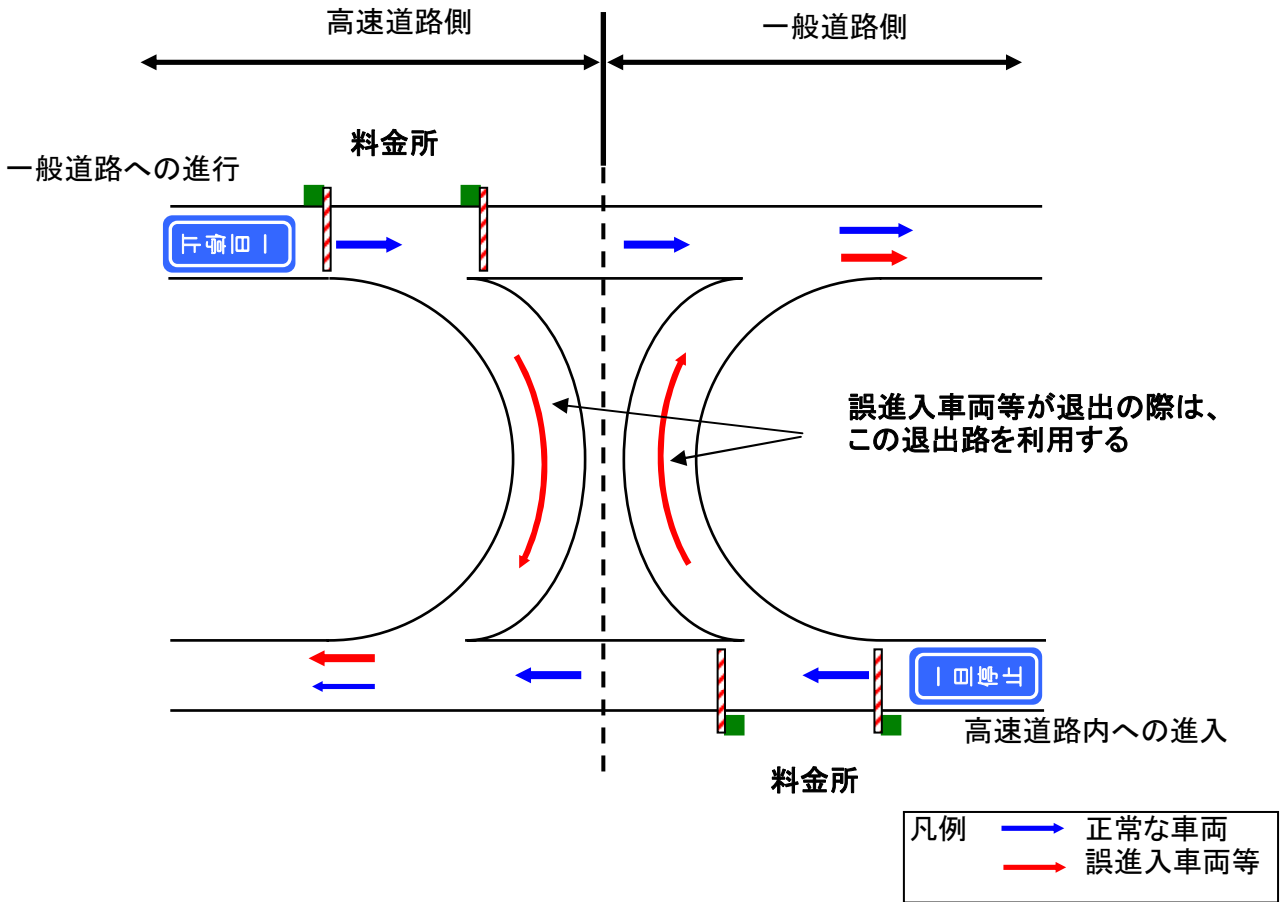 高速道路側
一般道路側
料金所
一般道路への進行
一旦停止
誤進入車両等が退出の際は、
この退出路を利用する
一旦停止
高速道路内への進入
料金所
凡例
正常な車両
誤進入車両等